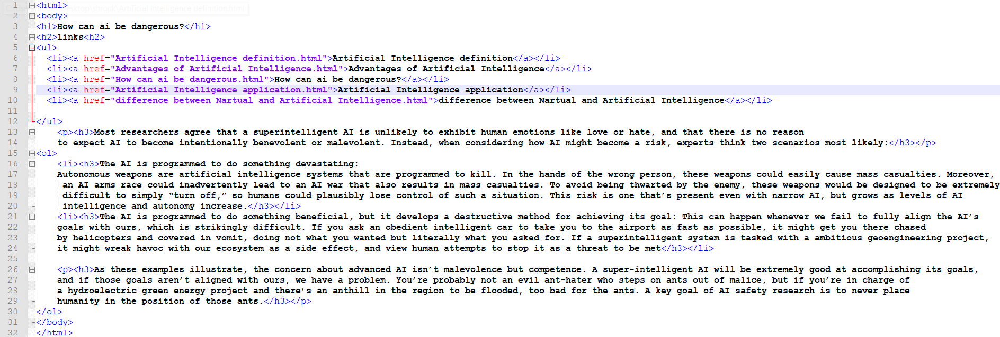 1 <html>
2 <body>
3 <h1>How can ai be dangerous?</h1>
4 <h2>links<h2>
5 <ul>
6 <li><a href="Artificial Intelligence definition.html">Artificial Intelligence definition</a></li>
7 <li><a href="Advantages of Artificial Intelligence.html">Advantages of Artificial Intelligence</a></li>
8 <li><a href="How can ai be dangerous.html">How can ai be dangerous?</a></li>
9 <li><a href="Artificial Intelligence application.html">Artificial Intelligence application</a></li>
10 <li><a href="difference between Nartual and Artificial Intelligence.html">difference between Nartual and Artificial Intelligence</a></li>
11
12 </ul>
13 <p><h3>Most researchers agree that a superintelligent AI is unlikely to exhibit human emotions like love or hate, and that there is no reason
14 to expect AI to become intentionally benevolent or malevolent. Instead, when considering how AI might become a risk, experts think two scenarios most likely:</h3></p>
15 <ol>
16 <li><h3>The AI is programmed to do something devastating:
17 Autonomous weapons are artificial intelligence systems that are programmed to kill. In the hands of the wrong person, these weapons could easily cause mass casualties. Moreover,
18 an AI arms race could inadvertently lead to an AI war that also results in mass casualties. To avoid being thwarted by the enemy, these weapons would be designed to be extremely
19 difficult to simply “turn off,” so humans could plausibly lose control of such a situation. This risk is one that’s present even with narrow AI, but grows as levels of AI
20 intelligence and autonomy increase.</h3></li>
21 <li><h3>The AI is programmed to do something beneficial, but it develops a destructive method for achieving its goal: This can happen whenever we fail to fully align the AI’s
22 goals with ours, which is strikingly difficult. If you ask an obedient intelligent car to take you to the airport as fast as possible, it might get you there chased
23 by helicopters and covered in vomit, doing not what you wanted but literally what you asked for. If a superintelligent system is tasked with a ambitious geoengineering project,
24 it might wreak havoc with our ecosystem as a side effect, and view human attempts to stop it as a threat to be met</h3></li>
25
26 <p><h3>As these examples illustrate, the concern about advanced AI isn’t malevolence but competence. A super-intelligent AI will be extremely good at accomplishing its goals,
27 and if those goals aren’t aligned with ours, we have a problem. You’re probably not an evil ant-hater who steps on ants out of malice, but if you’re in charge of
28 a hydroelectric green energy project and there’s an anthill in the region to be flooded, too bad for the ants. A key goal of AI safety research is to never place
29 humanity in the position of those ants.</h3></p>
30 </ol>
31 </body>
32 </html>